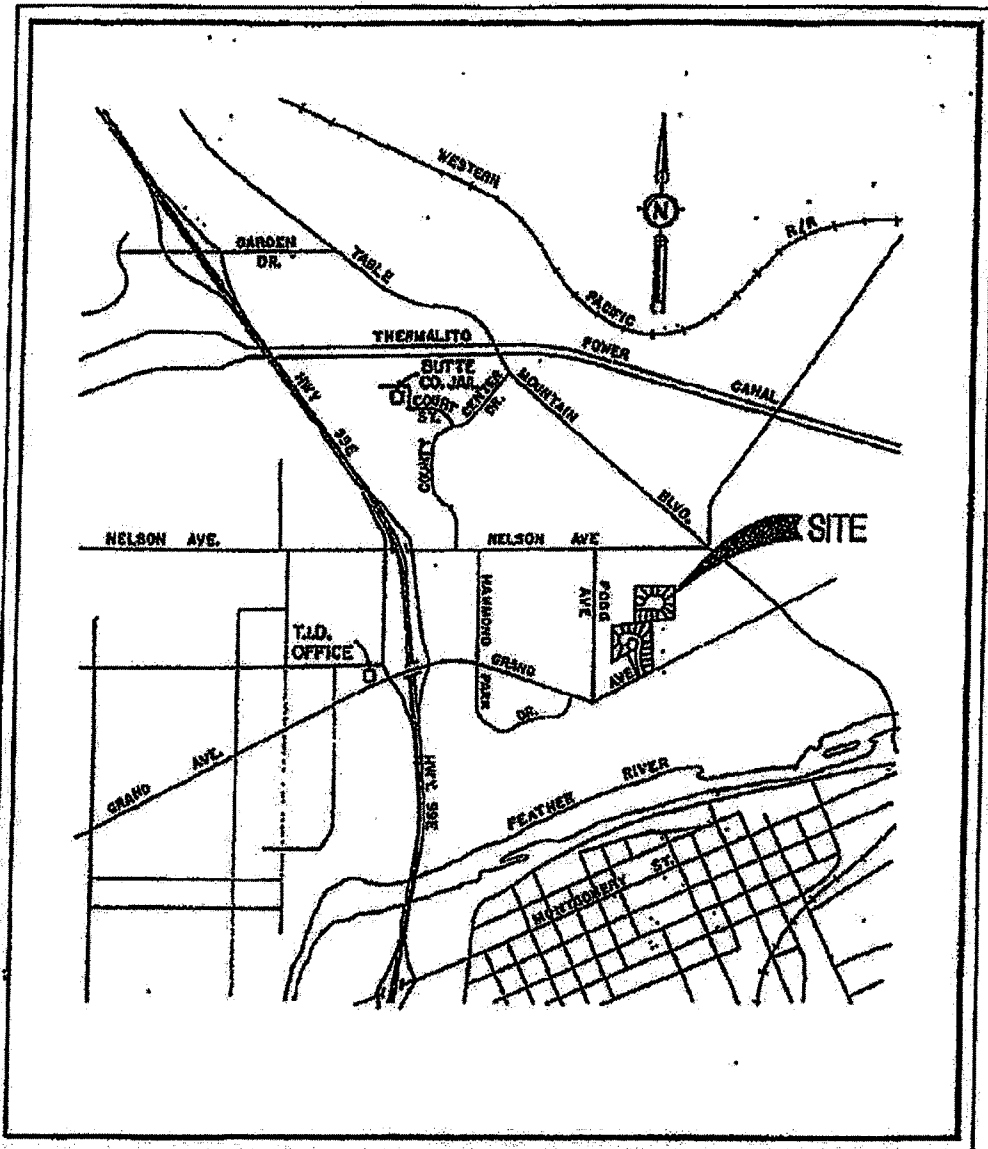 WESTERN
N
R/R
GARDEN
DR.
TABLE
PACIFIC
THERMALITO
POWER
CANAL
BUTTE
CO. JAIL
COURT
ST.
CENTER
DR.
MOUNTAIN
HWY
99E
COUNTY
BLVD.
SITE
NELSON AVE.
NELSON AVE
HAMMOND
PARK
DR.
POGG
AVE
T.I.D.
OFFICE
GRAND
AVE.
GRAND AVE.
HWY. 99E
FEATHER RIVER
MONTGOMERY ST.